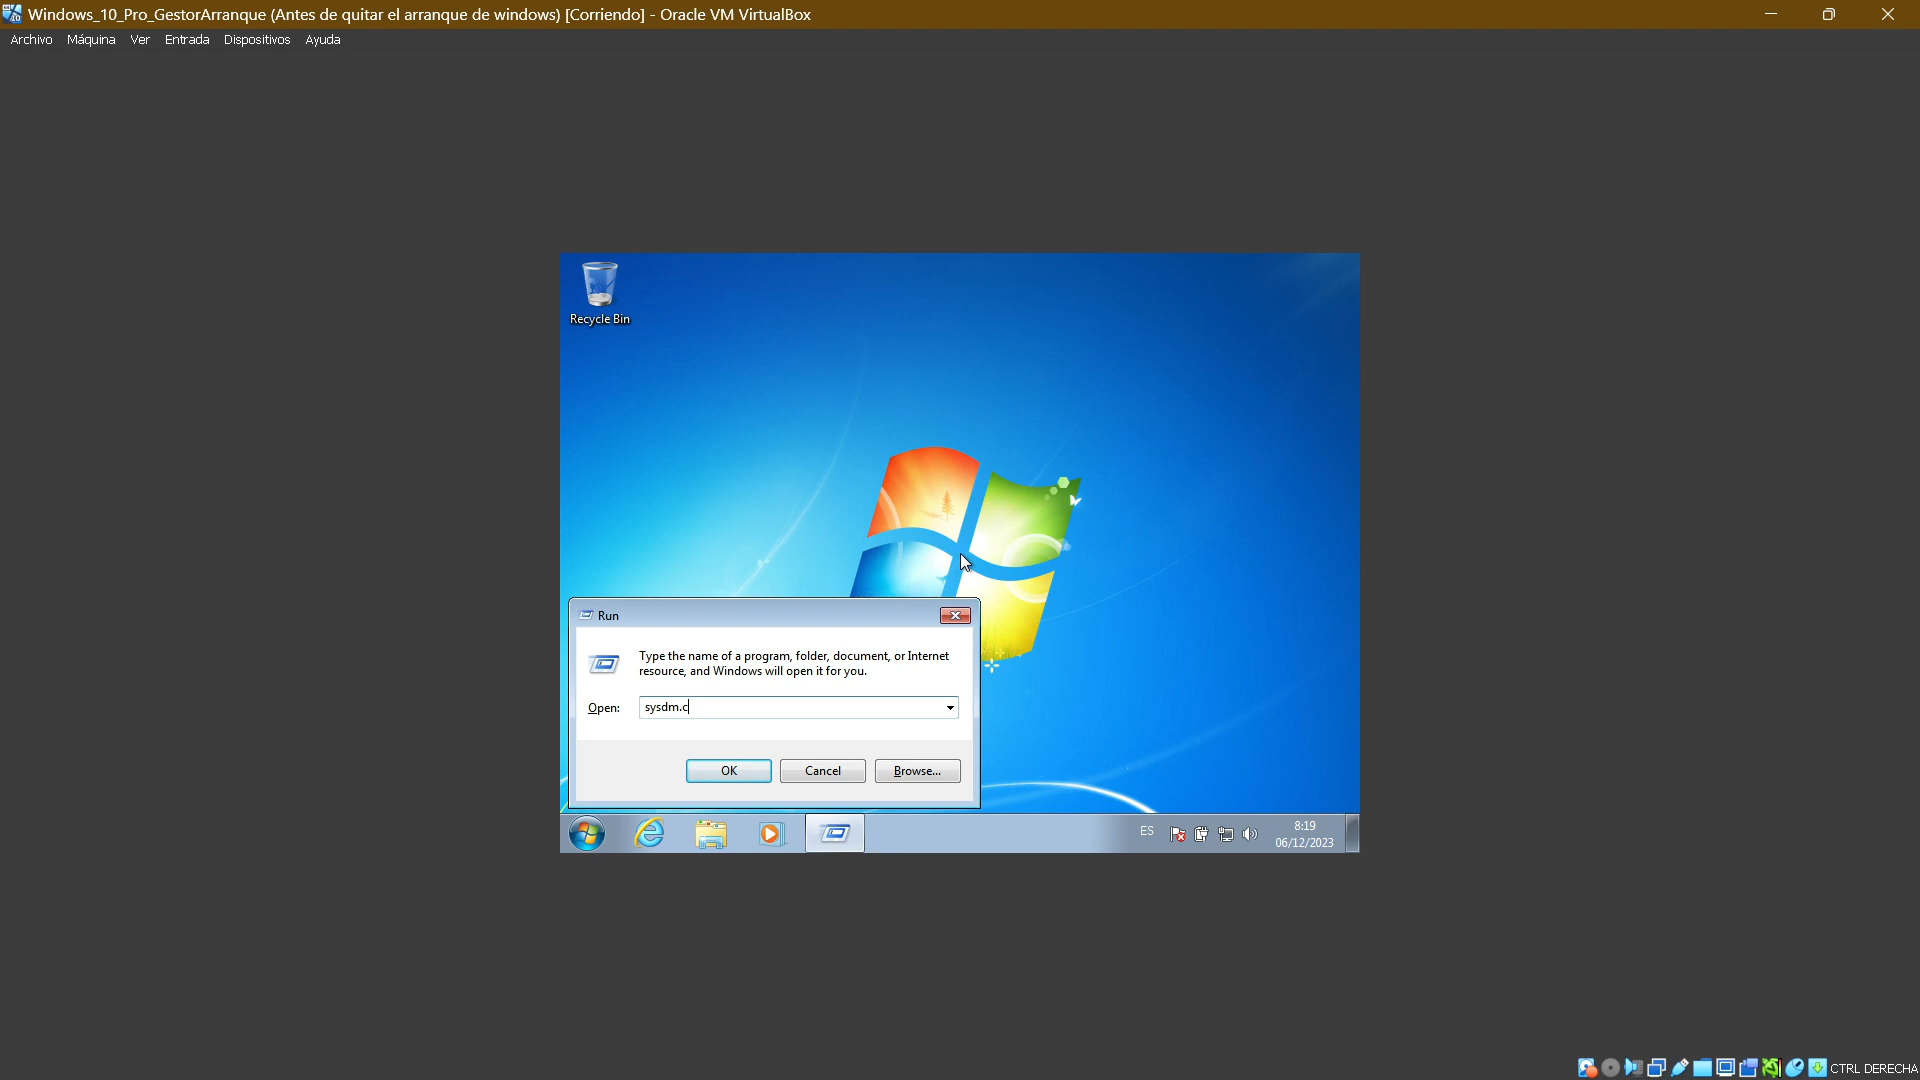 Windows_10_Pro_GestorArranque (Antes de quitar el arranque de windows) [Corriendo] - Oracle VM VirtualBox
Archivo Máquina Ver Entrada Dispositivos Ayuda
Recycle Bin
Run
Type the name of a program, folder, document, or Internet
resource, and Windows will open it for you.
Open: sysdm.c
OK Cancel Browse...
ES
8:19
06/12/2023
CTRL DERECHA